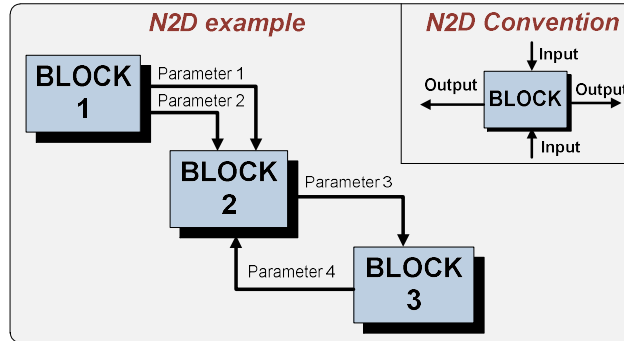 N2D example
BLOCK
1
Parameter 1
Parameter 2
BLOCK
2
Parameter 3
Parameter 4
BLOCK
3
N2D Convention
Input
Output
BLOCK
Output
Input